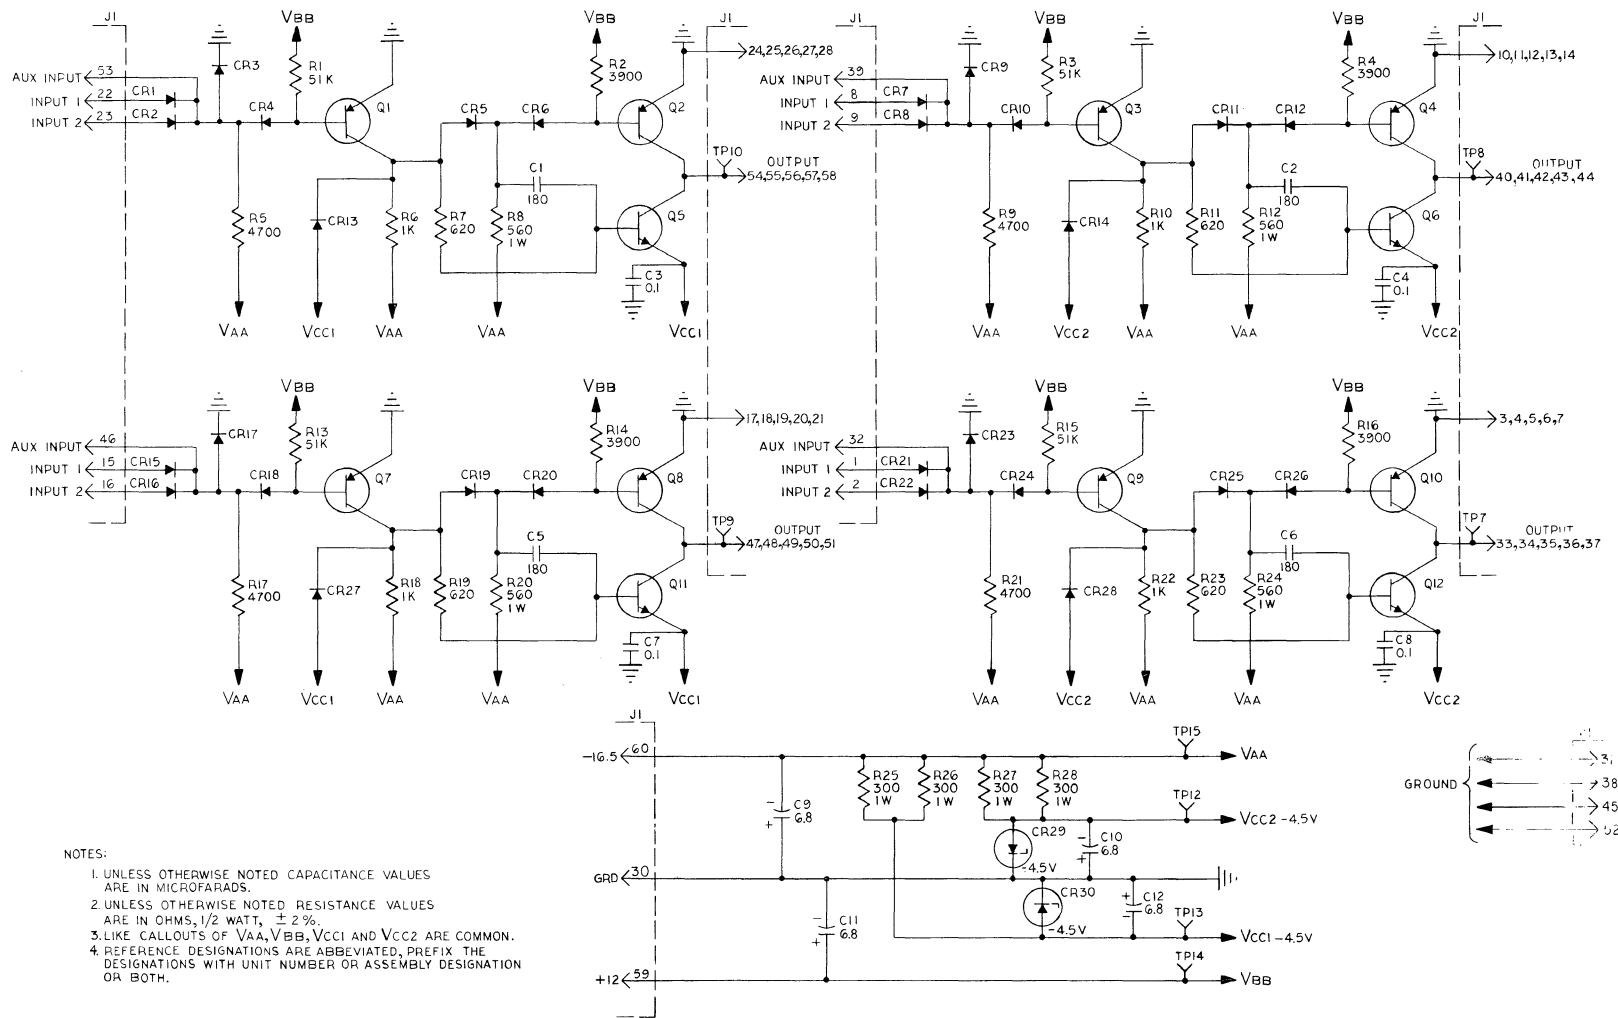 J1
VBB
VBB
J1
J1
VBB
VBB
J1
AUX INPUT 53
INPUT 1 22 CR1
INPUT 2 23 CR2
CR3
R1
51K
CR4
Q1
CR5
CR6
R2
3900
Q2
24,25,26,27,28
TP10
OUTPUT
54,55,56,57,58
C1
180
R5
4700
CR13
R6
1K
R7
620
R8
560
1W
Q5
C3
0.1
VAA
VCC1
VAA
VAA
VCC1
AUX INPUT 39
INPUT 1 8 CR7
INPUT 2 9 CR8
CR9
R3
51K
CR10
Q3
CR11
CR12
R4
3900
Q4
10,11,12,13,14
TP8
OUTPUT
40,41,42,43,44
C2
180
R9
4700
CR14
R10
1K
R11
620
R12
560
1W
Q6
C4
0.1
VAA
VCC2
VAA
VAA
VCC2
VBB
VBB
AUX INPUT 46
INPUT 1 15 CR15
INPUT 2 16 CR16
CR17
R13
51K
CR18
Q7
CR19
CR20
R14
3900
Q8
17,18,19,20,21
TP9
OUTPUT
47,48,49,50,51
C5
180
R17
4700
CR27
R18
1K
R19
620
R20
560
1W
Q11
C7
0.1
VAA
VCC1
VAA
VAA
VCC1
VBB
VBB
AUX INPUT 32
INPUT 1 1 CR21
INPUT 2 2 CR22
CR23
R15
51K
CR24
Q9
CR25
CR26
R16
3900
Q10
3,4,5,6,7
TP7
OUTPUT
33,34,35,36,37
C6
180
R21
4700
CR28
R22
1K
R23
620
R24
560
1W
Q12
C8
0.1
VAA
VCC2
VAA
VAA
VCC2
J1
-16.5 60
TP15
VAA
R25
300
1W
R26
300
1W
R27
300
1W
R28
300
1W
TP12
VCC2 -4.5V
C9
6.8
CR29
-4.5V
C10
6.8
GRD 30
CR30
-4.5V
C12
6.8
C11
6.8
TP13
VCC1 -4.5V
TP14
+12 59
VBB
GROUND
38
45
52
NOTES:
1. UNLESS OTHERWISE NOTED CAPACITANCE VALUES
ARE IN MICROFARADS.
2. UNLESS OTHERWISE NOTED RESISTANCE VALUES
ARE IN OHMS, 1/2 WATT, ±2%.
3. LIKE CALLOUTS OF VAA, VBB, VCC1 AND VCC2 ARE COMMON.
4. REFERENCE DESIGNATIONS ARE ABBEVIATED, PREFIX THE
DESIGNATIONS WITH UNIT NUMBER OR ASSEMBLY DESIGNATION
OR BOTH.